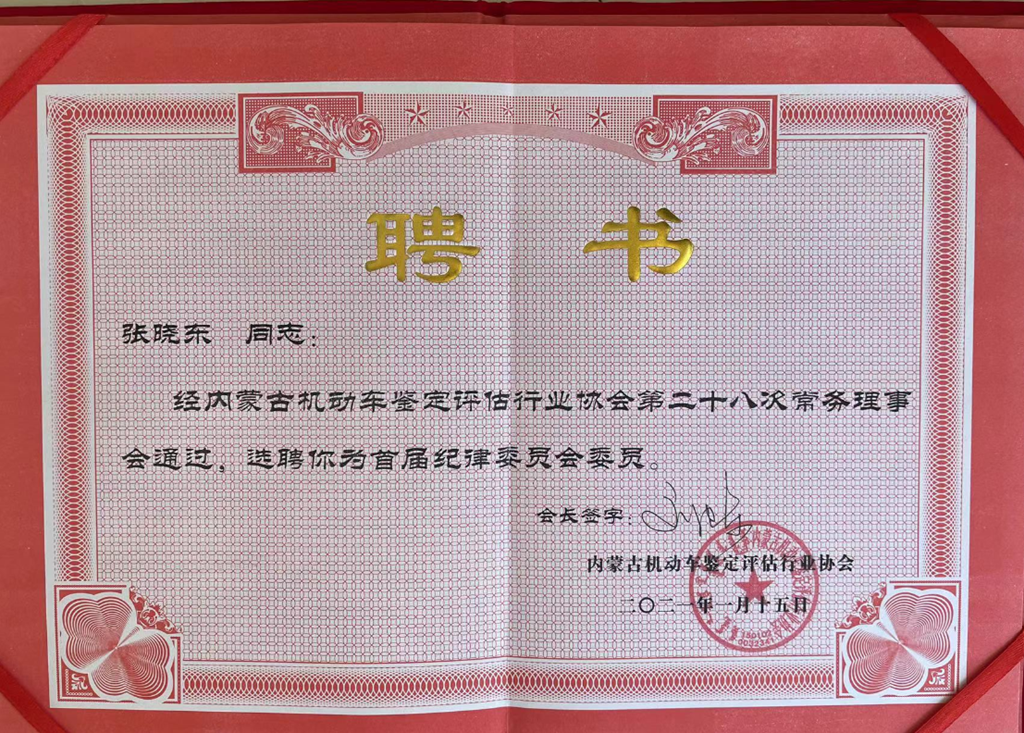 聘 书
张晓东 同志：
经内蒙古机动车鉴定评估行业协会第二十八次常务理事
会通过，选聘你为首届纪律委员会委员。
会长签字：
内蒙古机动车鉴定评估行业协会
二〇二一年一月十五日